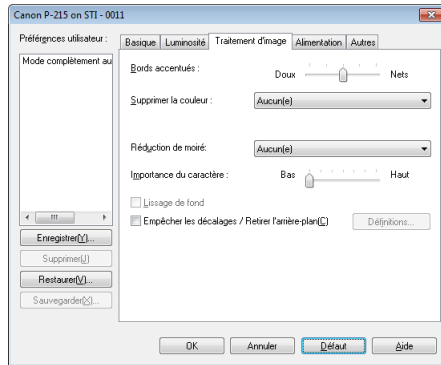 Canon P-215 on STI - 0011
Préférences utilisateur :
Mode complètement au
Enregistrer(Y)...
Supprimer(J)
Restaurer(V)...
Sauvegarder(X)...
Basique
Luminosité
Traitement d'image
Alimentation
Autres
Bords accentués :
Doux
Nets
Supprimer la couleur :
Aucun(e)
Réduction de moiré:
Aucun(e)
Importance du caractère :
Bas
Haut
Lissage de fond
Empêcher les décalages / Retirer l'arrière-plan(C)
Définitions...
OK
Annuler
Défaut
Aide